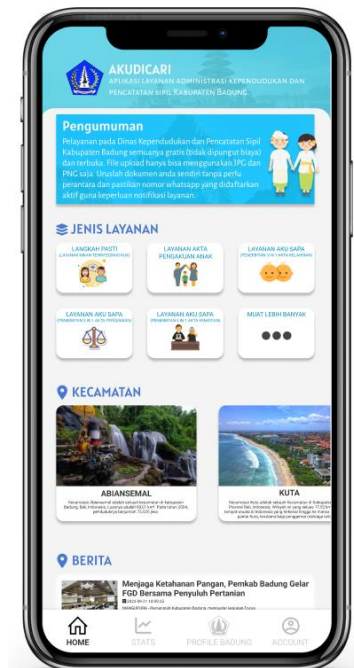 AKUDICARI
APLIKASI LAYANAN ADMINISTRASI KEPENDUDUKAN DAN
PENCATATAN SIPIL KABUPATEN BADUNG
Pengumuman
Pelayanan pada Dinas Kependudukan dan Pencatatan Sipil
Kabupaten Badung semuanya gratis (tidak dipungut biaya)
dan terbuka. File upload hanya bisa menggunakan JPG dan
PNG saja. Uruslah dokumen anda sendiri tanpa perlu
perantara dan pastikan nomor whatsapp yang didaftarkan
aktif guna keperluan notifikasi layanan.
JENIS LAYANAN
LANGKAH PASTI
LAYANAN AKTA
PENGAKUAN ANAK
LAYANAN AKU SAPA
LAYANAN AKU SAPA
LAYANAN AKU SAPA
MUAT LEBIH BANYAK
KECAMATAN
ABIANSEMAL
KUTA
BERITA
Menjaga Ketahanan Pangan, Pemkab Badung Gelar
FGD Bersama Penyuluh Pertanian
HOME
STATS
PROFILE BADUNG
ACCOUNT